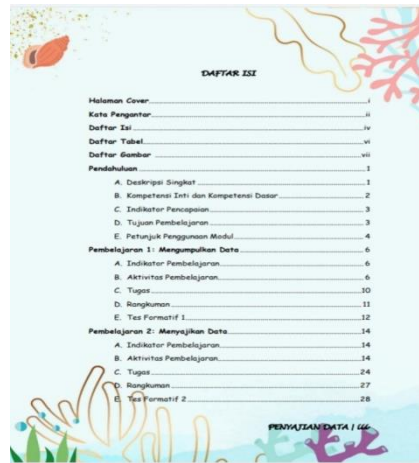 DAFTAR ISI
Halaman Cover i
Kata Pengantar ii
Daftar Isi iv
Daftar Tabel vi
Daftar Gambar vii
Pendahuluan 1
A. Deskripsi Singkat 1
B. Kompetensi Inti dan Kompetensi Dasar 2
C. Indikator Pencapaian 3
D. Tujuan Pembelajaran 3
E. Petunjuk Penggunaan Modul 4
Pembelajaran 1: Mengumpulkan Data 6
A. Indikator Pembelajaran 6
B. Aktivitas Pembelajaran 6
C. Tugas 10
D. Rangkuman 11
E. Tes Formatif 1 12
Pembelajaran 2: Menyajikan Data 14
A. Indikator Pembelajaran 14
B. Aktivitas Pembelajaran 14
C. Tugas 24
D. Rangkuman 27
E. Tes Formatif 2 28
PENYAJIAN DATA |